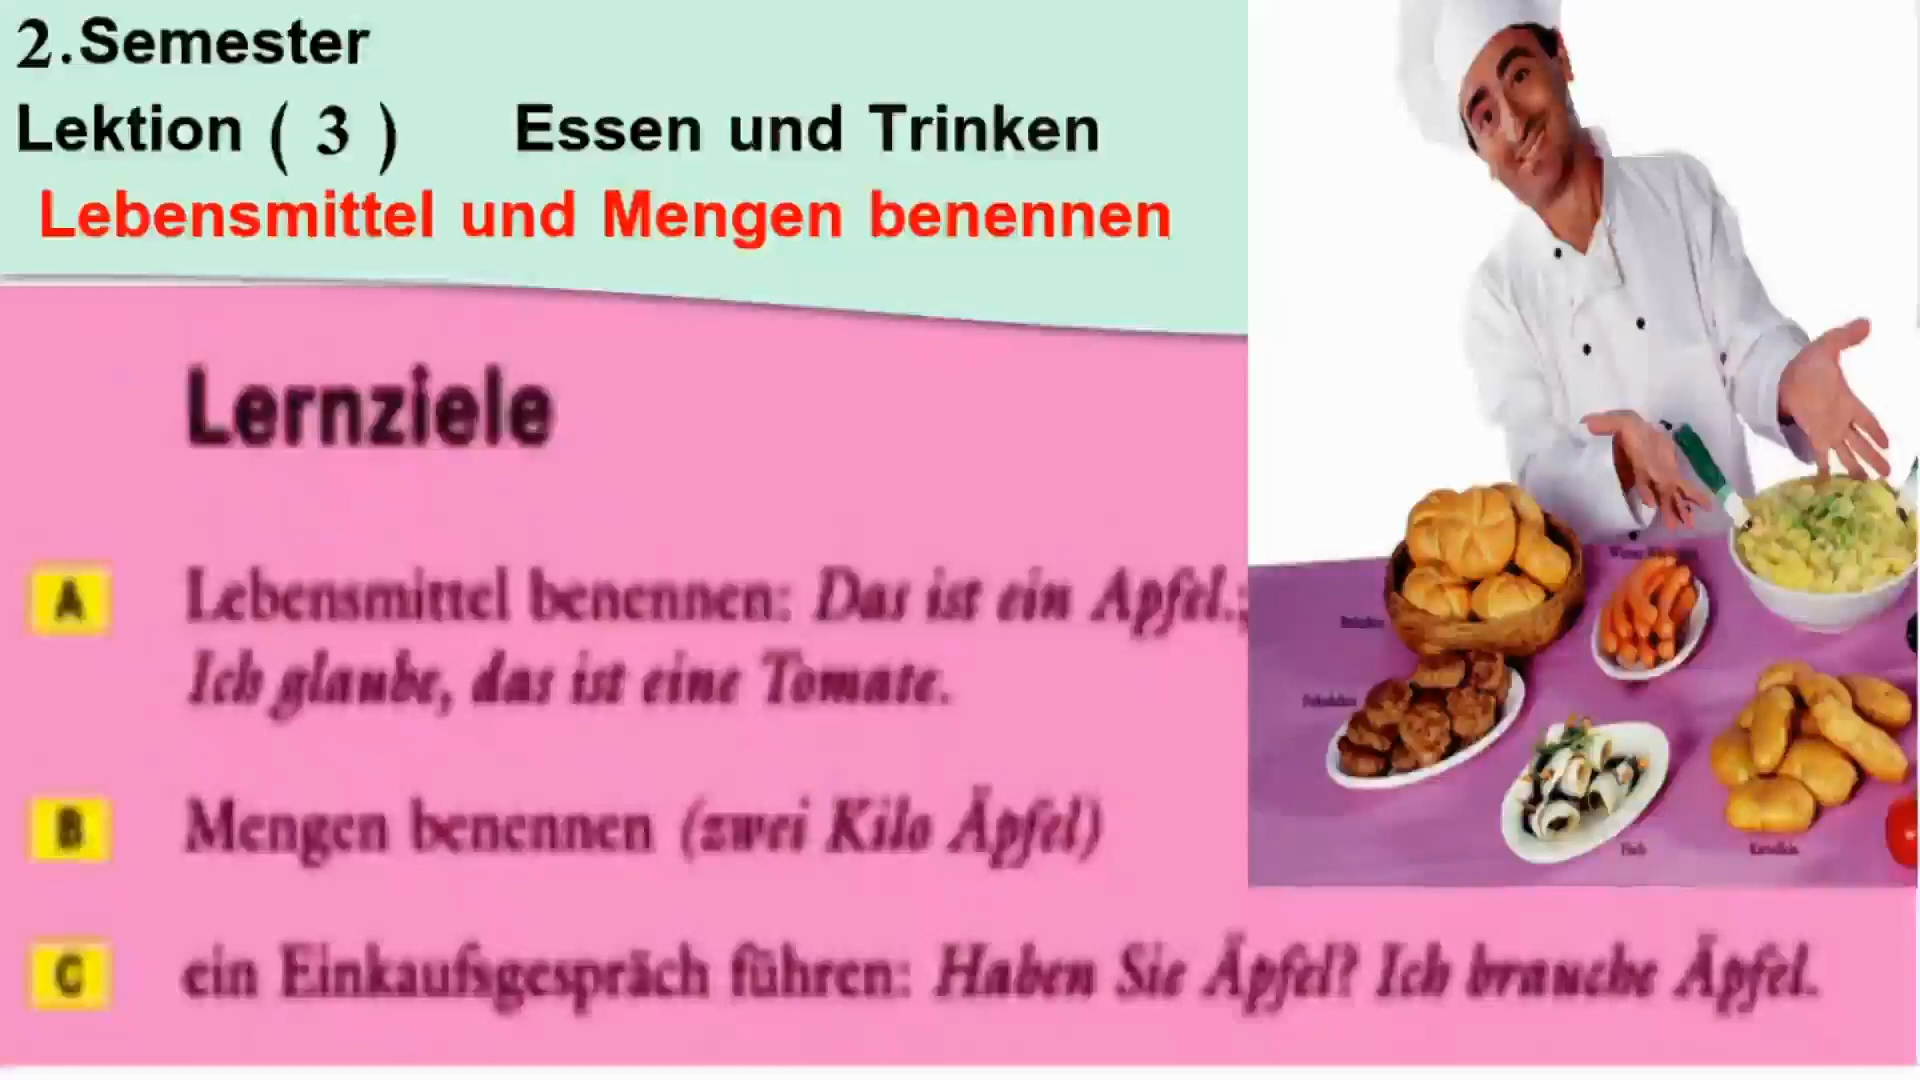 2.Semester
Lektion ( 3 ) Essen und Trinken
Lebensmittel und Mengen benennen
Lernziele
A Lebensmittel benennen: Das ist ein Apfel.;
Ich glaube, das ist eine Tomate.
B Mengen benennen (zwei Kilo Äpfel)
C ein Einkaufsgespräch führen: Haben Sie Äpfel? Ich brauche Äpfel.
Fisch
Kartoffeln